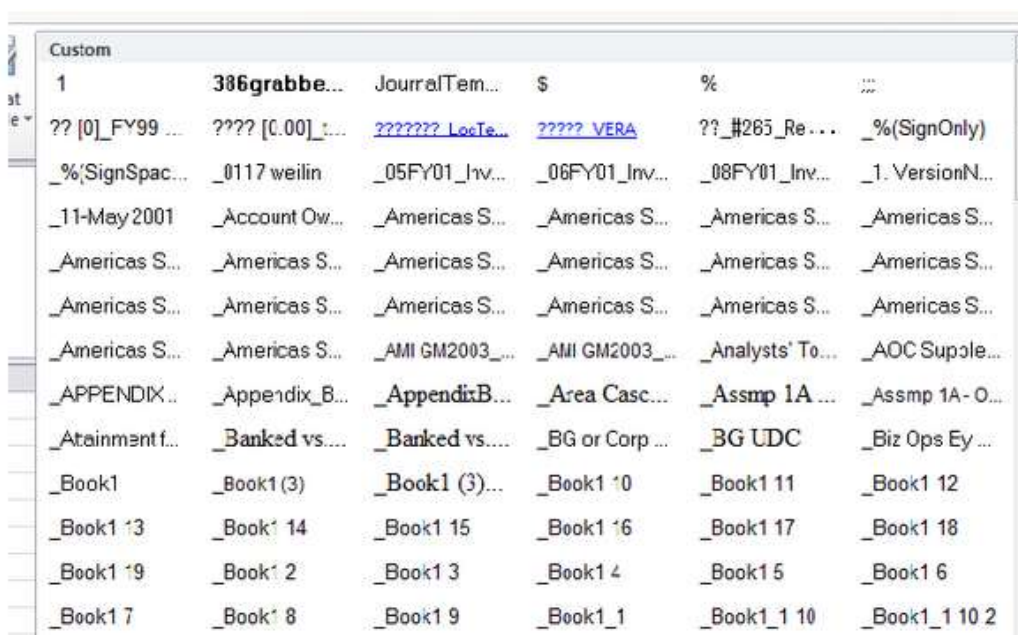 Custom
at
1 386grabbe... JournalTem... $ % ;;;
e
?? [0]_FY99 ... ???? [0.00]_t... ???????_LocTe... ?????_VERA ??_#265_Re... _%(SignOnly)
_%(SignSpac... _0117 weilin _05FY01_Inv... _06FY01_Inv... _08FY01_Inv... _1. VersionN...
_11-May 2001 _Account Ow... _Americas S... _Americas S... _Americas S... _Americas S...
_Americas S... _Americas S... _Americas S... _Americas S... _Americas S... _Americas S...
_Americas S... _Americas S... _Americas S... _Americas S... _Americas S... _Americas S...
_Americas S... _Americas S... _AMI GM2003_... _AMI GM2003_... _Analysts' To... _AOC Supple...
_APPENDIX ... _Appendix_B... _AppendixB... _Area Casc... _Assmp 1A ... _Assmp 1A - O...
_Attainment f... _Banked vs.... _Banked vs.... _BG or Corp ... _BG UDC _Biz Ops Ey ...
_Book1 _Book1 (3) _Book1 (3)... _Book1 10 _Book1 11 _Book1 12
_Book1 13 _Book1 14 _Book1 15 _Book1 16 _Book1 17 _Book1 18
_Book1 19 _Book1 2 _Book1 3 _Book1 4 _Book1 5 _Book1 6
_Book1 7 _Book1 8 _Book1 9 _Book1_1 _Book1_1 10 _Book1_1 10 2